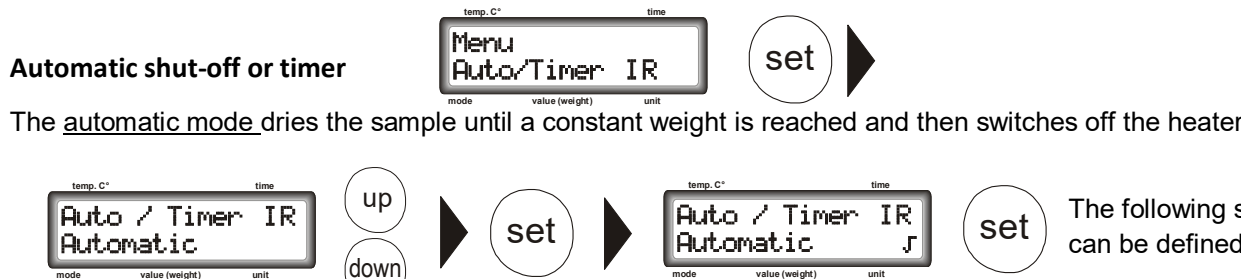 temp. C° time
Menu
Auto/Timer IR
mode value (weight) unit
set
Automatic shut-off or timer
The automatic mode dries the sample until a constant weight is reached and then switches off the heater
temp. C° time
Auto / Timer IR
Automatic
mode value (weight) unit
up
down
set
temp. C° time
Auto / Timer IR
Automatic
mode value (weight) unit
set
The following s
can be defined